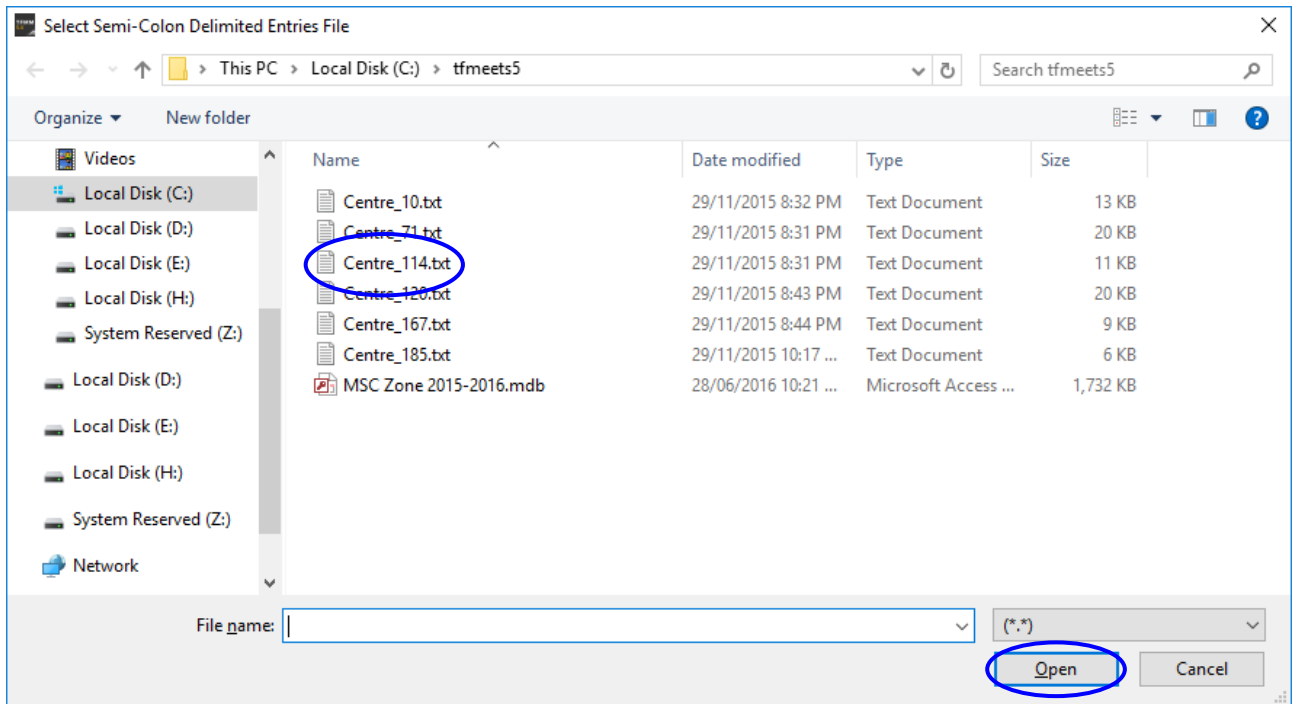 Select Semi-Colon Delimited Entries File
This PC > Local Disk (C:) > tfmeets5
Search tfmeets5
Organize
New folder
Name Date modified Type Size
Videos
Local Disk (C:)
Local Disk (D:)
Local Disk (E:)
Local Disk (H:)
System Reserved (Z:)
Local Disk (D:)
Local Disk (E:)
Local Disk (H:)
System Reserved (Z:)
Network
Centre_10.txt 29/11/2015 8:32 PM Text Document 13 KB
Centre_71.txt 29/11/2015 8:31 PM Text Document 20 KB
Centre_114.txt 29/11/2015 8:31 PM Text Document 11 KB
Centre_120.txt 29/11/2015 8:43 PM Text Document 20 KB
Centre_167.txt 29/11/2015 8:44 PM Text Document 9 KB
Centre_185.txt 29/11/2015 10:17 ... Text Document 6 KB
MSC Zone 2015-2016.mdb 28/06/2016 10:21 ... Microsoft Access ... 1,732 KB
File name:
(*.*)
Open
Cancel